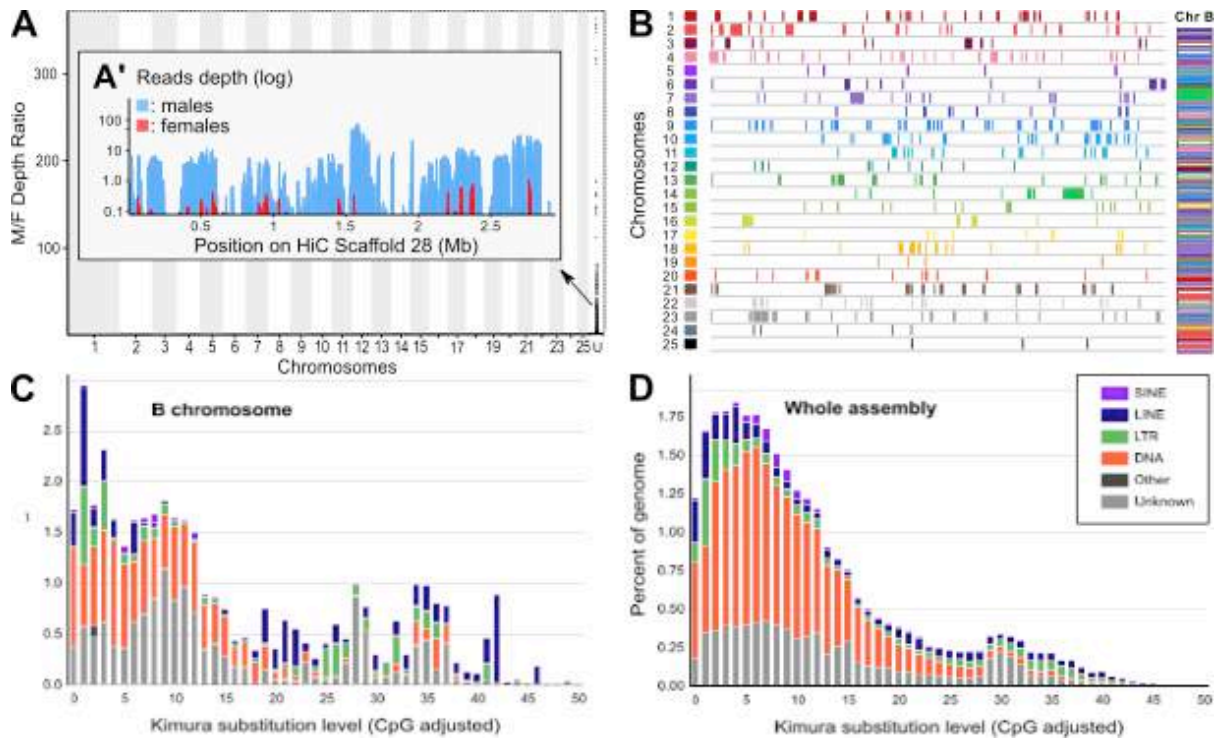 A
M/F Depth Ratio
300
200
100
A'
Reads depth (log)
: males
: females
100
10
1.0
0.1
0.5 1 1.5 2 2.5
Position on HiC Scaffold 28 (Mb)
1 2 3 4 5 6 7 8 9 10 11 12 13 14 15 17 19 21 23 25 U
Chromosomes
B
Chr B
Chromosomes
1
2
3
4
5
6
7
8
9
10
11
12
13
14
15
16
17
18
19
20
21
22
23
24
25
C
B chromosome
2.5
2.0
1.5
1.0
0.5
0.0
0 5 10 15 20 25 30 35 40 45 50
Kimura substitution level (CpG adjusted)
D
Whole assembly
Percent of genome
1.75
1.50
1.25
1.00
0.75
0.50
0.25
0.00
0 5 10 15 20 25 30 35 40 45 50
Kimura substitution level (CpG adjusted)
SINE
LINE
LTR
DNA
Other
Unknown